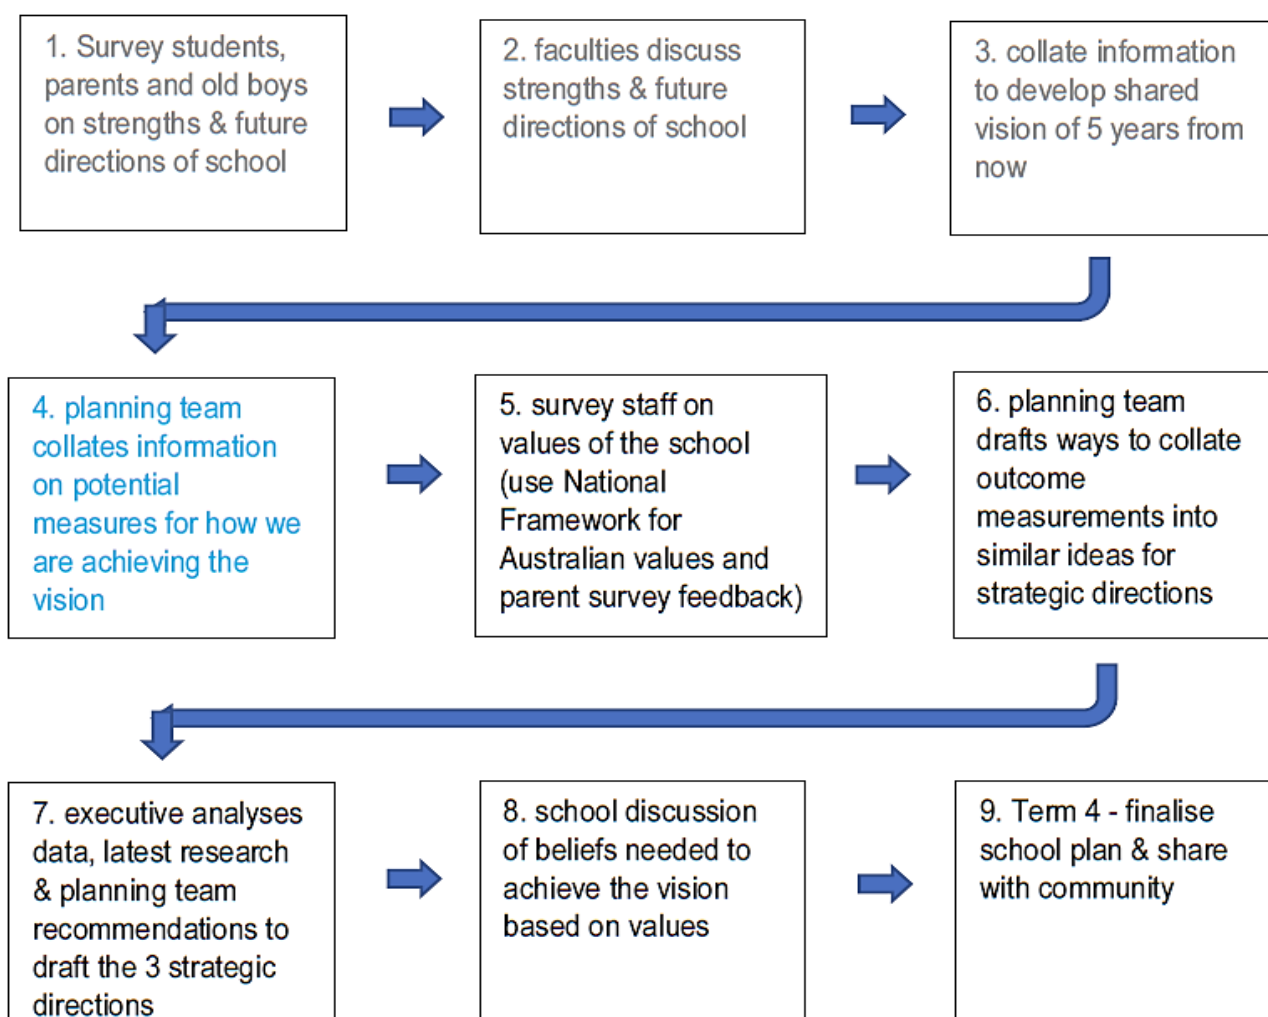 1. Survey students,
parents and old boys
on strengths & future
directions of school
2. faculties discuss
strengths & future
directions of school
3. collate information
to develop shared
vision of 5 years from
now
4. planning team
collates information
on potential
measures for how we
are achieving the
vision
5. survey staff on
values of the school
(use National
Framework for
Australian values and
parent survey feedback)
6. planning team
drafts ways to collate
outcome
measurements into
similar ideas for
strategic directions
7. executive analyses
data, latest research
& planning team
recommendations to
draft the 3 strategic
directions
8. school discussion
of beliefs needed to
achieve the vision
based on values
9. Term 4 - finalise
school plan & share
with community